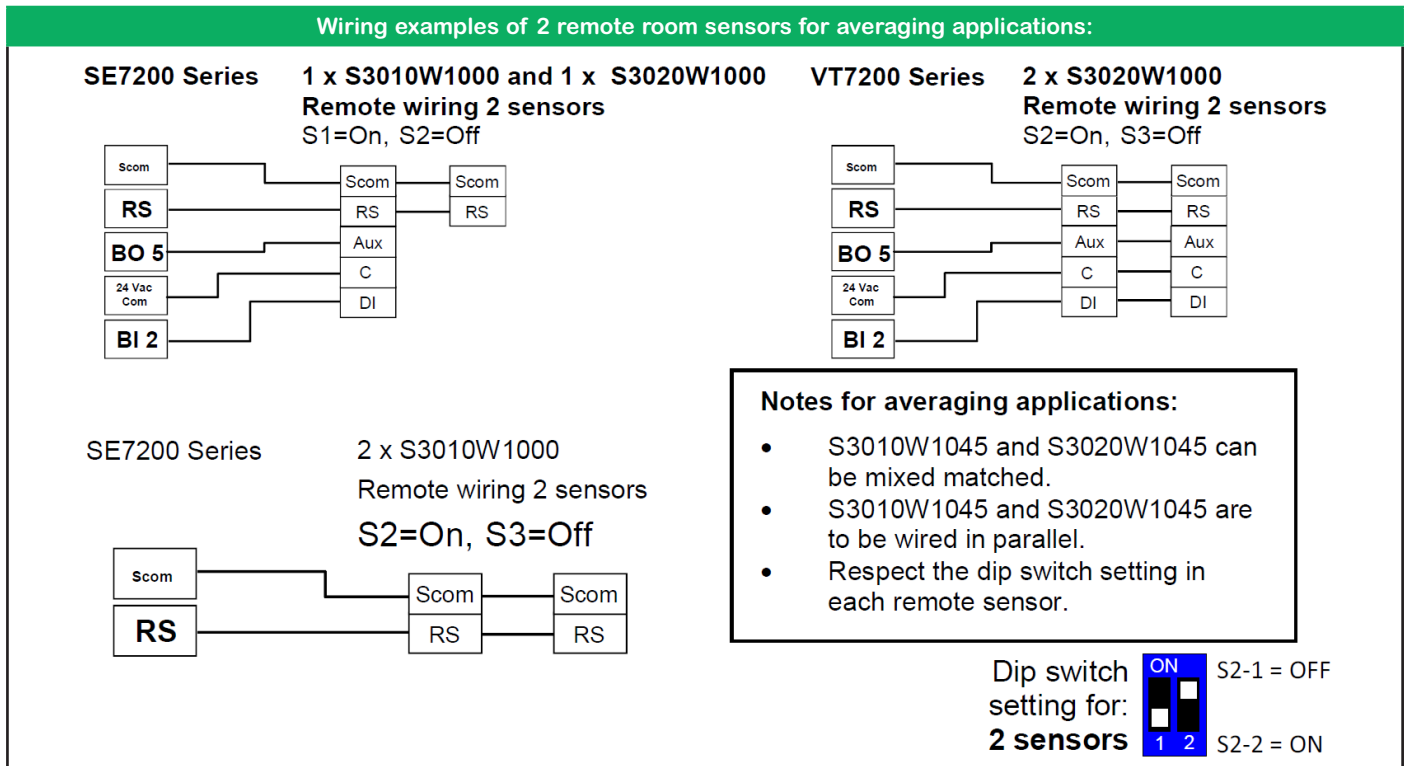 Wiring examples of 2 remote room sensors for averaging applications:
SE7200 Series
1 x S3010W1000 and 1 x S3020W1000
Remote wiring 2 sensors
S1=On, S2=Off
Scom
RS
BO 5
24 Vac
Com
BI 2
Scom
RS
Aux
C
DI
Scom
RS
VT7200 Series
2 x S3020W1000
Remote wiring 2 sensors
S2=On, S3=Off
Scom
RS
BO 5
24 Vac
Com
BI 2
Scom
RS
Aux
C
DI
Scom
RS
Aux
C
DI
SE7200 Series
2 x S3010W1000
Remote wiring 2 sensors
S2=On, S3=Off
Scom
RS
Scom
RS
Scom
RS
Notes for averaging applications:
• S3010W1045 and S3020W1045 can
be mixed matched.
• S3010W1045 and S3020W1045 are
to be wired in parallel.
• Respect the dip switch setting in
each remote sensor.
Dip switch
setting for:
2 sensors
ON
1 2
S2-1 = OFF
S2-2 = ON